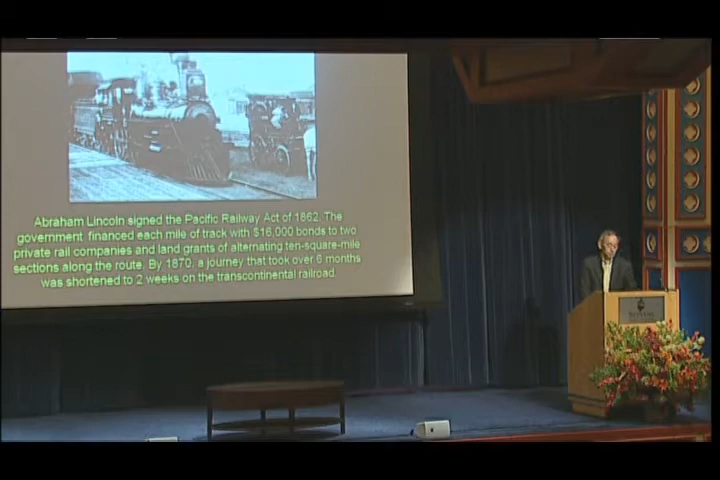 Abraham Lincoln signed the Pacific Railway Act of 1862. The
government financed each mile of track with $16,000 bonds to two
private rail companies and land grants of alternating ten-square-mile
sections along the route. By 1870, a journey that took over 6 months
was shortened to 2 weeks on the transcontinental railroad.